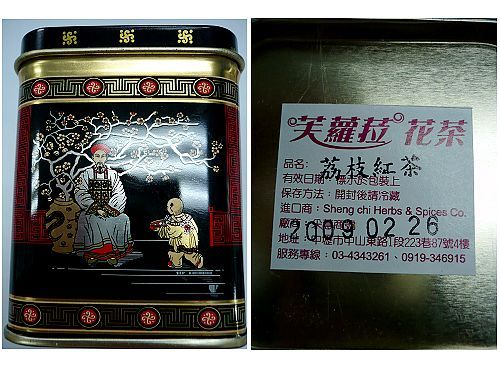 芙蘿拉 花茶
品名: 荔枝紅茶
有效日期: 標示於包裝上
保存方法: 開封後請冷藏
進口商: Sheng chi Herbs & Spices Co.
廠商:
02 26
地址: 中壢市中山東路1段223巷87號4樓
服務專線: 03-4343261、0919-346915